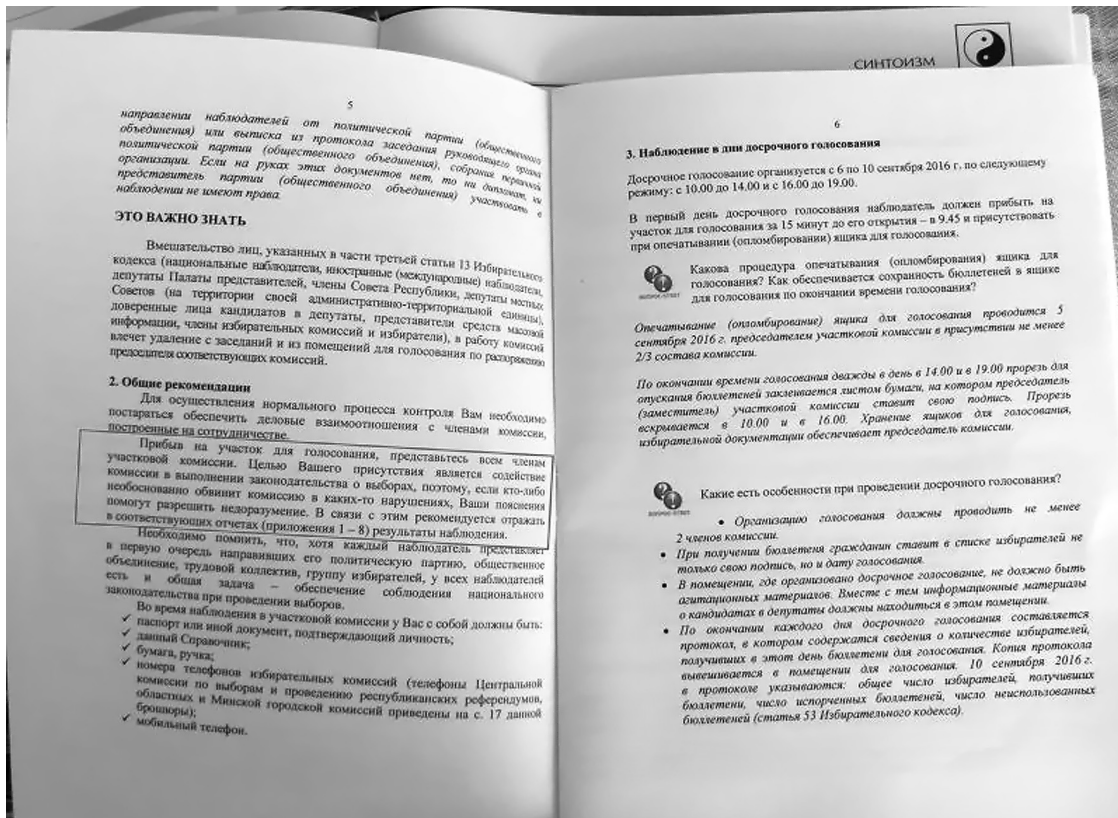 СИНТОИЗМ
5
направлении наблюдателей от политической партии (общественного
объединения) или выписка из протокола заседания руководящего органа
политической партии (общественного объединения), собрания первичной
организации. Если на руках этих документов нет, то ни дипломат, ни
представитель партии (общественного объединения) участвовать в
наблюдении не имеют права.
ЭТО ВАЖНО ЗНАТЬ
Вмешательство лиц, указанных в части третьей статьи 13 Избирательного
кодекса (национальные наблюдатели, иностранные (международные) наблюдатели,
депутаты Палаты представителей, члены Совета Республики, депутаты местных
Советов (на территории своей административно-территориальной единицы),
доверенные лица кандидатов в депутаты, представители средств массовой
информации, члены избирательных комиссий и избиратели), в работу комиссий
влечет удаление с заседаний и из помещений для голосования по распоряжению
председателя соответствующих комиссий.
2. Общие рекомендации
Для осуществления нормального процесса контроля Вам необходимо
постараться обеспечить деловые взаимоотношения с членами комиссии,
построенные на сотрудничестве.
Прибыв на участок для голосования, представьтесь всем членам
участковой комиссии. Целью Вашего присутствия является содействие
комиссии в выполнении законодательства о выборах, поэтому, если кто-либо
необоснованно обвинит комиссию в каких-то нарушениях, Ваши пояснения
помогут разрешить недоразумение. В связи с этим рекомендуется отражать
в соответствующих отчетах (приложения 1 – 8) результаты наблюдения.
Необходимо помнить, что, хотя каждый наблюдатель представляет
в первую очередь направивших его политическую партию, общественное
объединение, трудовой коллектив, группу избирателей, у всех наблюдателей
есть и общая задача – обеспечение соблюдения национального
законодательства при проведении выборов.
Во время наблюдения в участковой комиссии у Вас с собой должны быть:
✓ паспорт или иной документ, подтверждающий личность;
✓ данный Справочник;
✓ бумага, ручка;
✓ номера телефонов избирательных комиссий (телефоны Центральной
комиссии по выборам и проведению республиканских референдумов,
областных и Минской городской комиссий приведены на с. 17 данной
брошюры);
✓ мобильный телефон.
6
3. Наблюдение в дни досрочного голосования
Досрочное голосование организуется с 6 по 10 сентября 2016 г. по следующему
режиму: с 10.00 до 14.00 и с 16.00 до 19.00.
В первый день досрочного голосования наблюдатель должен прибыть на
участок для голосования за 15 минут до его открытия – в 9.45 и присутствовать
при опечатывании (опломбировании) ящика для голосования.
Какова процедура опечатывания (опломбирования) ящика для
голосования? Как обеспечивается сохранность бюллетеней в ящике
для голосования по окончании времени голосования?
ВОПРОС-ОТВЕТ
Опечатывание (опломбирование) ящика для голосования проводится 5
сентября 2016 г. председателем участковой комиссии в присутствии не менее
2/3 состава комиссии.
По окончании времени голосования дважды в день в 14.00 и в 19.00 прорезь для
опускания бюллетеней заклеивается листом бумаги, на котором председатель
(заместитель) участковой комиссии ставит свою подпись. Прорезь
вскрывается в 10.00 и в 16.00. Хранение ящиков для голосования,
избирательной документации обеспечивает председатель комиссии.
Какие есть особенности при проведении досрочного голосования?
ВОПРОС-ОТВЕТ
• Организацию голосования должны проводить не менее
2 членов комиссии.
• При получении бюллетеня гражданин ставит в списке избирателей не
только свою подпись, но и дату голосования.
• В помещении, где организовано досрочное голосование, не должно быть
агитационных материалов. Вместе с тем информационные материалы
о кандидатах в депутаты должны находиться в этом помещении.
• По окончании каждого дня досрочного голосования составляется
протокол, в котором содержатся сведения о количестве избирателей,
получивших в этот день бюллетени для голосования. Копия протокола
вывешивается в помещении для голосования. 10 сентября 2016 г.
в протоколе указываются: общее число избирателей, получивших
бюллетени, число испорченных бюллетеней, число неиспользованных
бюллетеней (статья 53 Избирательного кодекса).